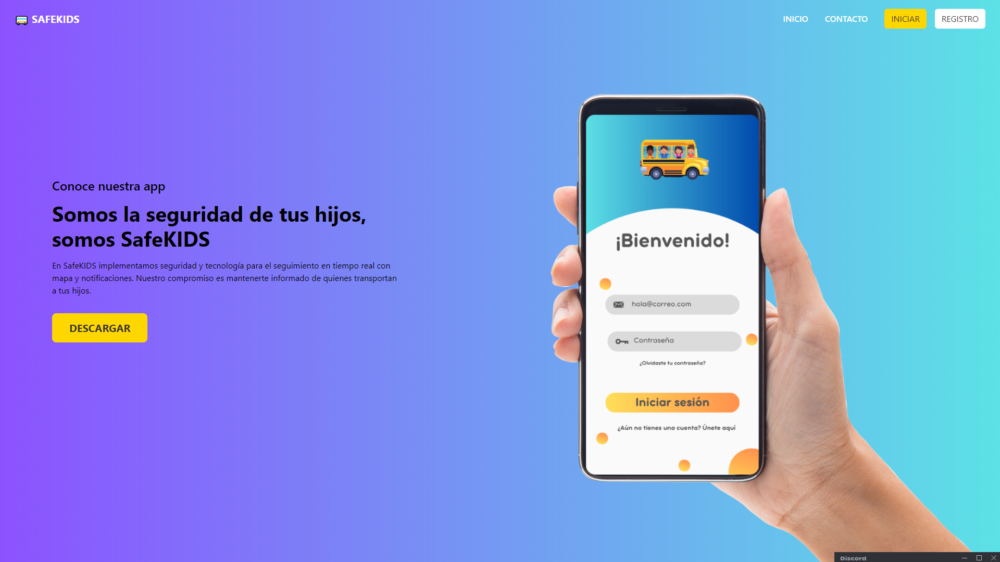 SAFEKIDS
INICIO
CONTACTO
INICIAR
REGISTRO
Conoce nuestra app
Somos la seguridad de tus hijos,
somos SafeKIDS
En SafeKIDS implementamos seguridad y tecnología para el seguimiento en tiempo real con
mapa y notificaciones. Nuestro compromiso es mantenerte informado de quienes transportan
a tus hijos.
DESCARGAR
¡Bienvenido!
hola@correo.com
Contraseña
¿Olvidaste tu contraseña?
Iniciar sesión
¿Aún no tienes una cuenta? Únete aquí
Discord